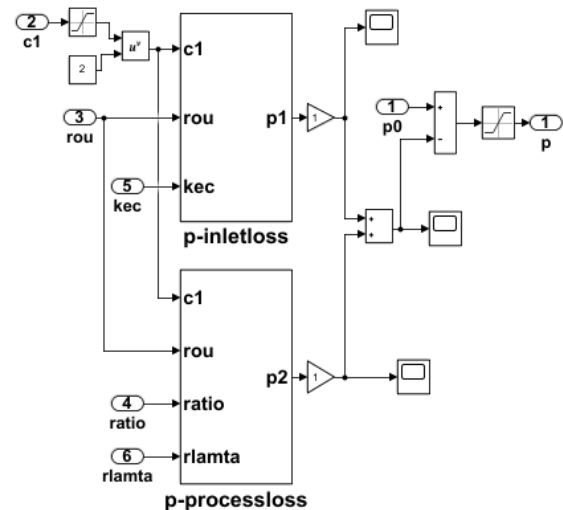 2
c1
2
u^v
c1
3
rou
rou
p1
1
5
kec
kec
p-inletloss
1
p0
+
−
1
p
+
+
c1
rou
p2
1
4
ratio
ratio
6
rlamta
rlamta
p-processloss